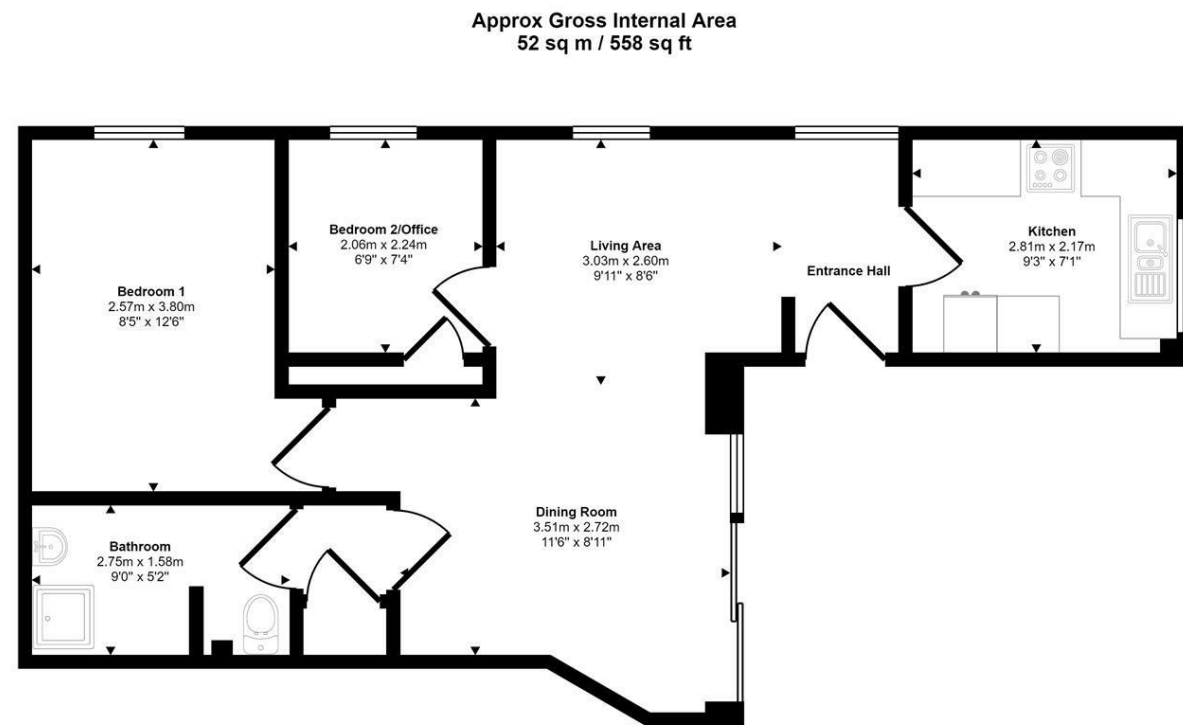 Approx Gross Internal Area
52 sq m / 558 sq ft
Bedroom 1
2.57m x 3.80m
8'5" x 12'6"
Bedroom 2/Office
2.06m x 2.24m
6'9" x 7'4"
Living Area
3.03m x 2.60m
9'11" x 8'6"
Entrance Hall
Kitchen
2.81m x 2.17m
9'3" x 7'1"
Bathroom
2.75m x 1.58m
9'0" x 5'2"
Dining Room
3.51m x 2.72m
11'6" x 8'11"